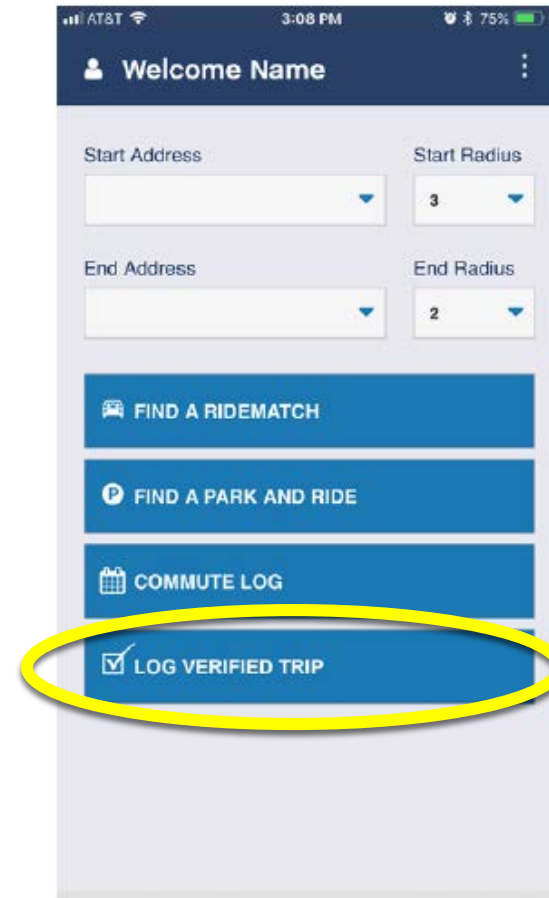 AT&T 3:08 PM 75%
Welcome Name
Start Address Start Radius
3
End Address End Radius
2
FIND A RIDEMATCH
P FIND A PARK AND RIDE
COMMUTE LOG
LOG VERIFIED TRIP